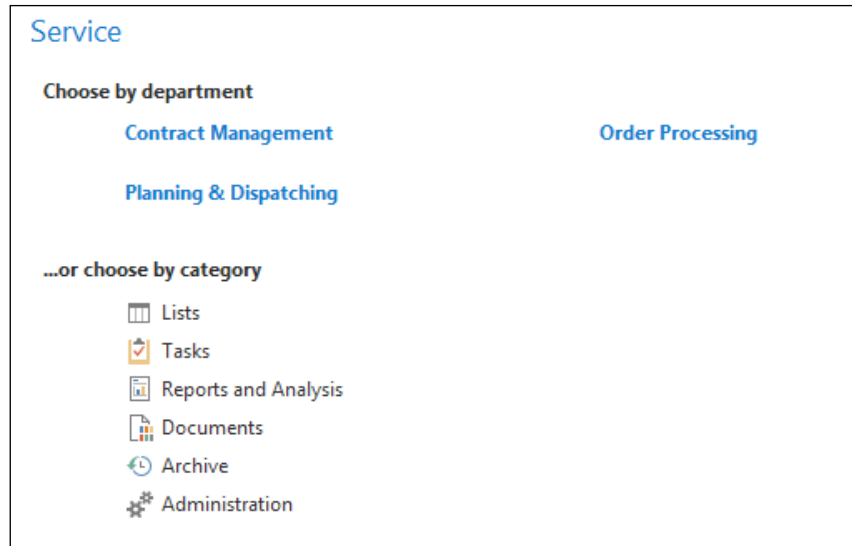 Service
Choose by department
Contract Management
Order Processing
Planning & Dispatching
...or choose by category
Lists
Tasks
Reports and Analysis
Documents
Archive
Administration